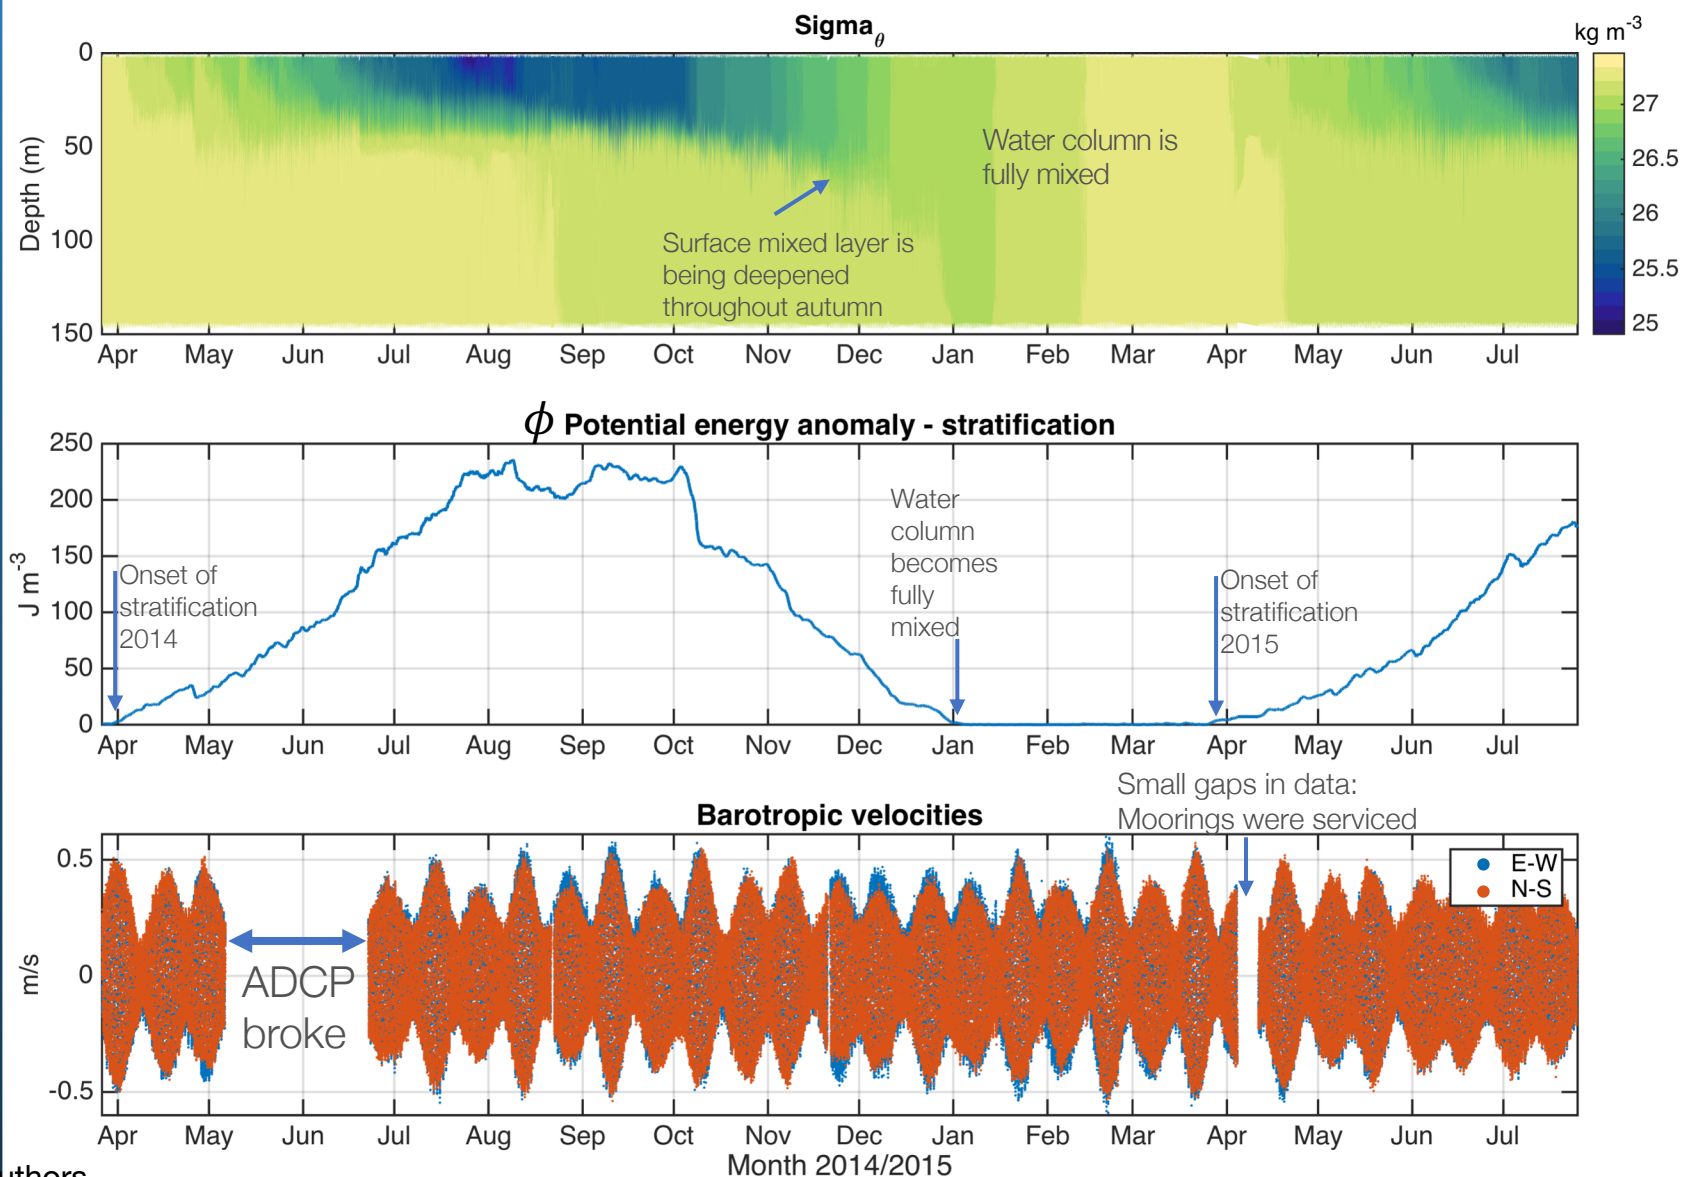 Sigma_θ
kg m^-3
0
50
100
150
Depth (m)
27
26.5
26
25.5
25
Water column is
fully mixed
Surface mixed layer is
being deepened
throughout autumn
Apr May Jun Jul Aug Sep Oct Nov Dec Jan Feb Mar Apr May Jun Jul
ϕ Potential energy anomaly - stratification
250
200
150
100
50
0
J m^-3
Onset of
stratification
2014
Water
column
becomes
fully
mixed
Onset of
stratification
2015
Apr May Jun Jul Aug Sep Oct Nov Dec Jan Feb Mar Apr May Jun Jul
Small gaps in data:
Moorings were serviced
Barotropic velocities
0.5
0
-0.5
m/s
E-W
N-S
ADCP
broke
Apr May Jun Jul Aug Sep Oct Nov Dec Jan Feb Mar Apr May Jun Jul
Month 2014/2015